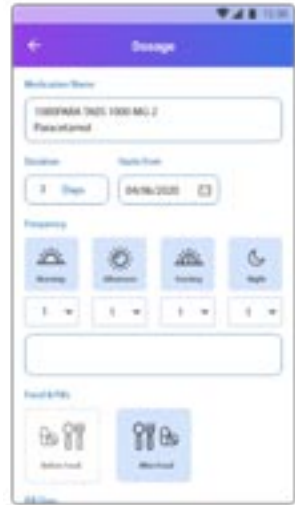 Dosage
Medication Name
1000PARA TABS 1000 MG 2
Paracetamol
Duration
Starts from
Days
04/06/2020
Frequency
Morning
Afternoon
Evening
Night
1
1
1
1
Food & Pills
Before Food
After Food